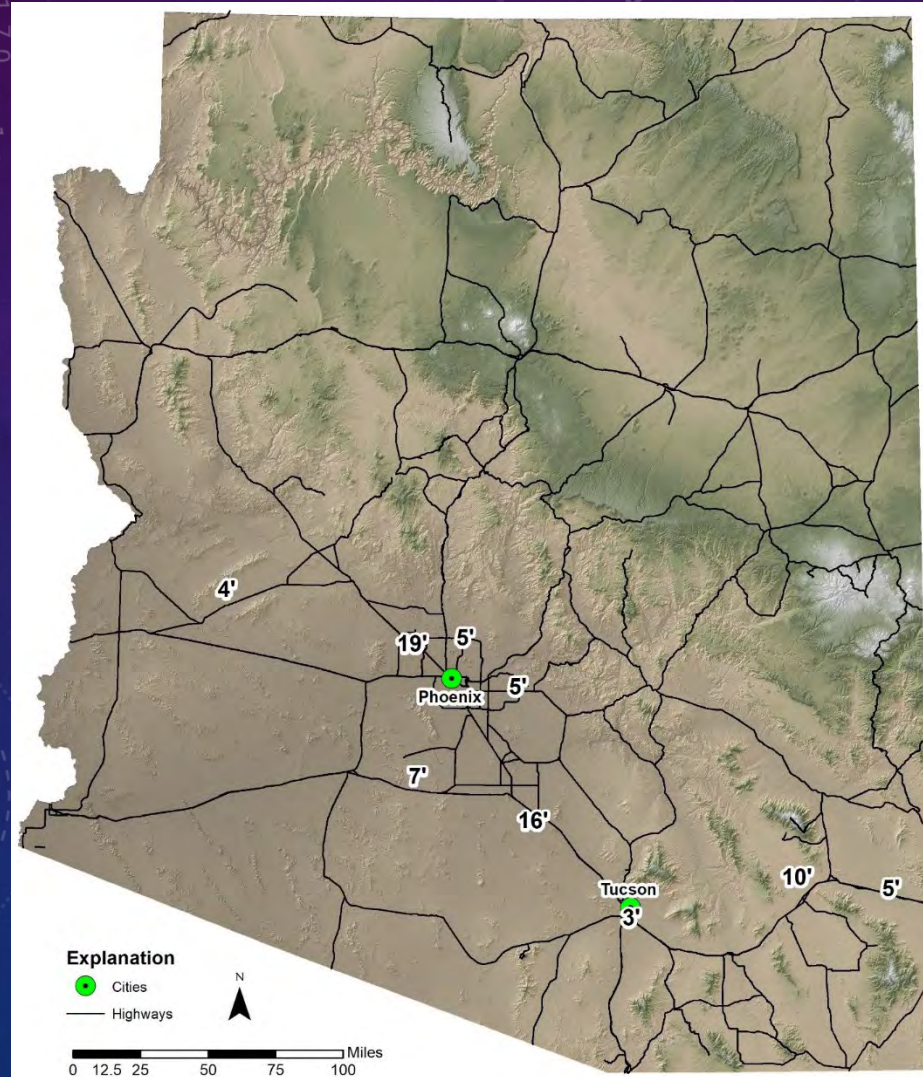 4'
19'
5'
Phoenix
5'
7'
16'
Tucson
3'
10'
5'
Explanation
Cities
Highways
N
Miles
0 12.5 25 50 75 100